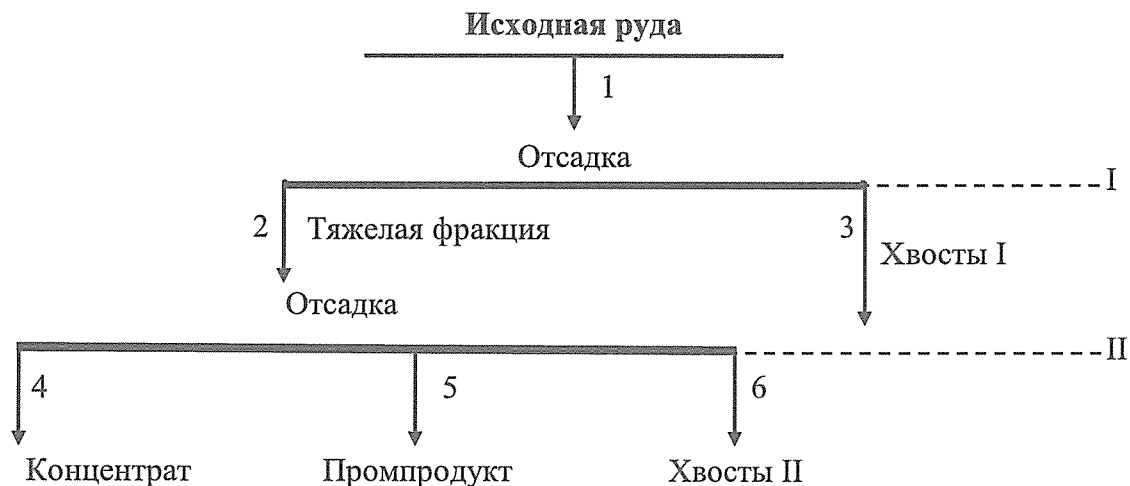 Исходная руда
1
Отсадка
I
2 Тяжелая фракция 3
Хвосты I
Отсадка
II
4 5 6
Концентрат Промпродукт Хвосты II